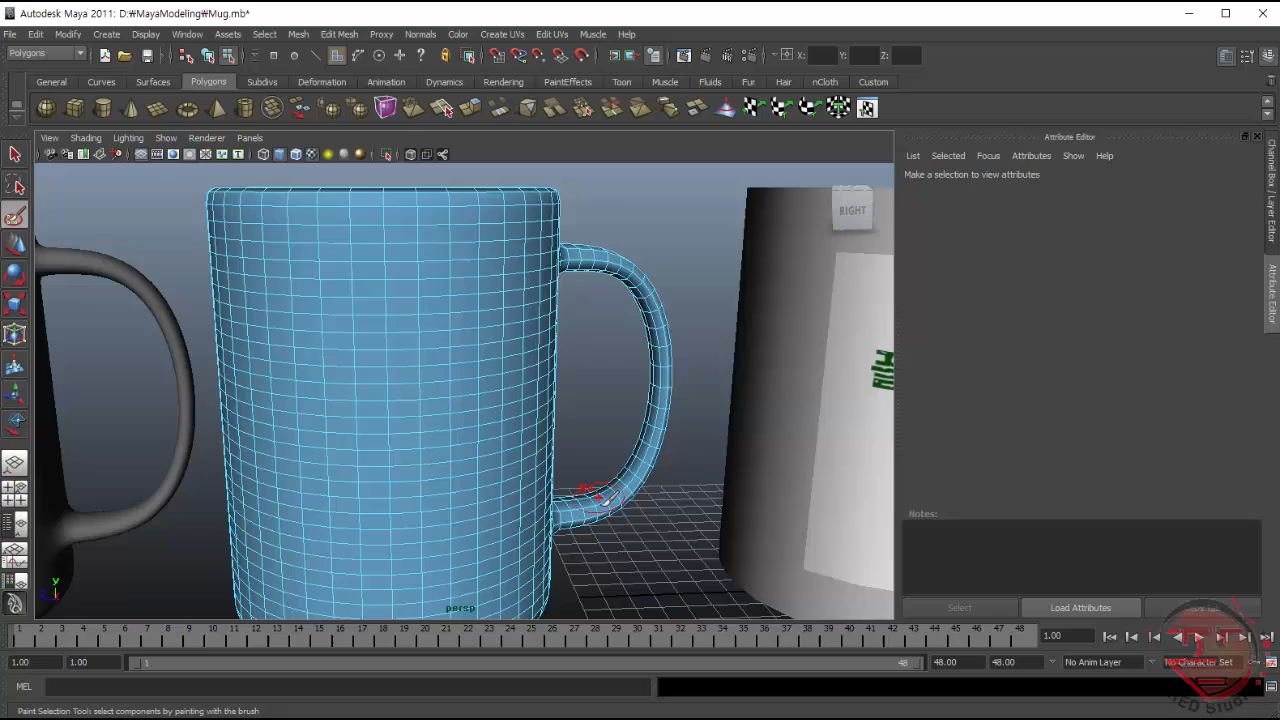 Autodesk Maya 2011: D:₩MayaModeling₩Mug.mb*
File Edit Modify Create Display Window Assets Select Mesh Edit Mesh Proxy Normals Color Create UVs Edit UVs Muscle Help
Polygons X: Y: Z:
General Curves Surfaces Polygons Subdivs Deformation Animation Dynamics Rendering PaintEffects Toon Muscle Fluids Fur Hair nCloth Custom
View Shading Lighting Show Renderer Panels
Attribute Editor
List Selected Focus Attributes Show Help
Make a selection to view attributes
Channel Box / Layer Editor
Attribute Editor
RIGHT
Notes:
y
persp
Select Load Attributes
1 2 3 4 5 6 7 8 9 10 11 12 13 14 15 16 17 18 19 20 21 22 23 24 25 26 27 28 29 30 31 32 33 34 35 36 37 38 39 40 41 42 43 44 45 46 47 48 1.00
1.00 1.00 1 48 48.00 48.00 No Anim Layer No Character Set
MEL
Paint Selection Tool: select components by painting with the brush